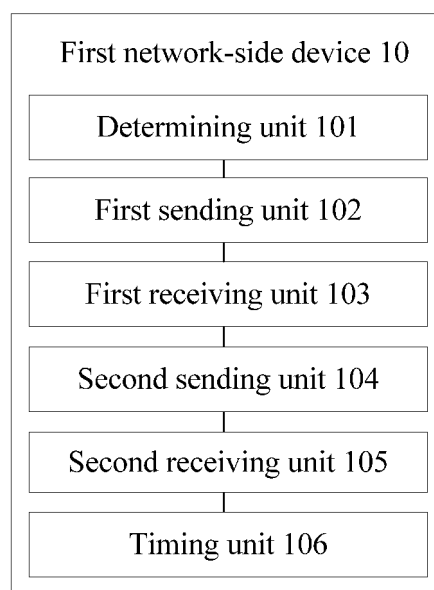 First network-side device 10
Determining unit 101
First sending unit 102
First receiving unit 103
Second sending unit 104
Second receiving unit 105
Timing unit 106